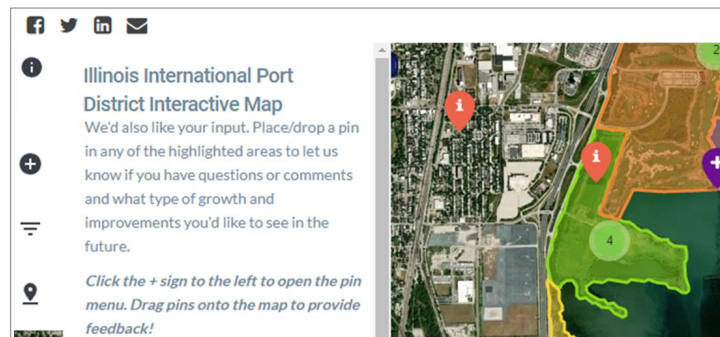 Illinois International Port
District Interactive Map
We'd also like your input. Place/drop a pin
in any of the highlighted areas to let us
know if you have questions or comments
and what type of growth and
improvements you'd like to see in the
future.
Click the + sign to the left to open the pin
menu. Drag pins onto the map to provide
feedback!
2
4